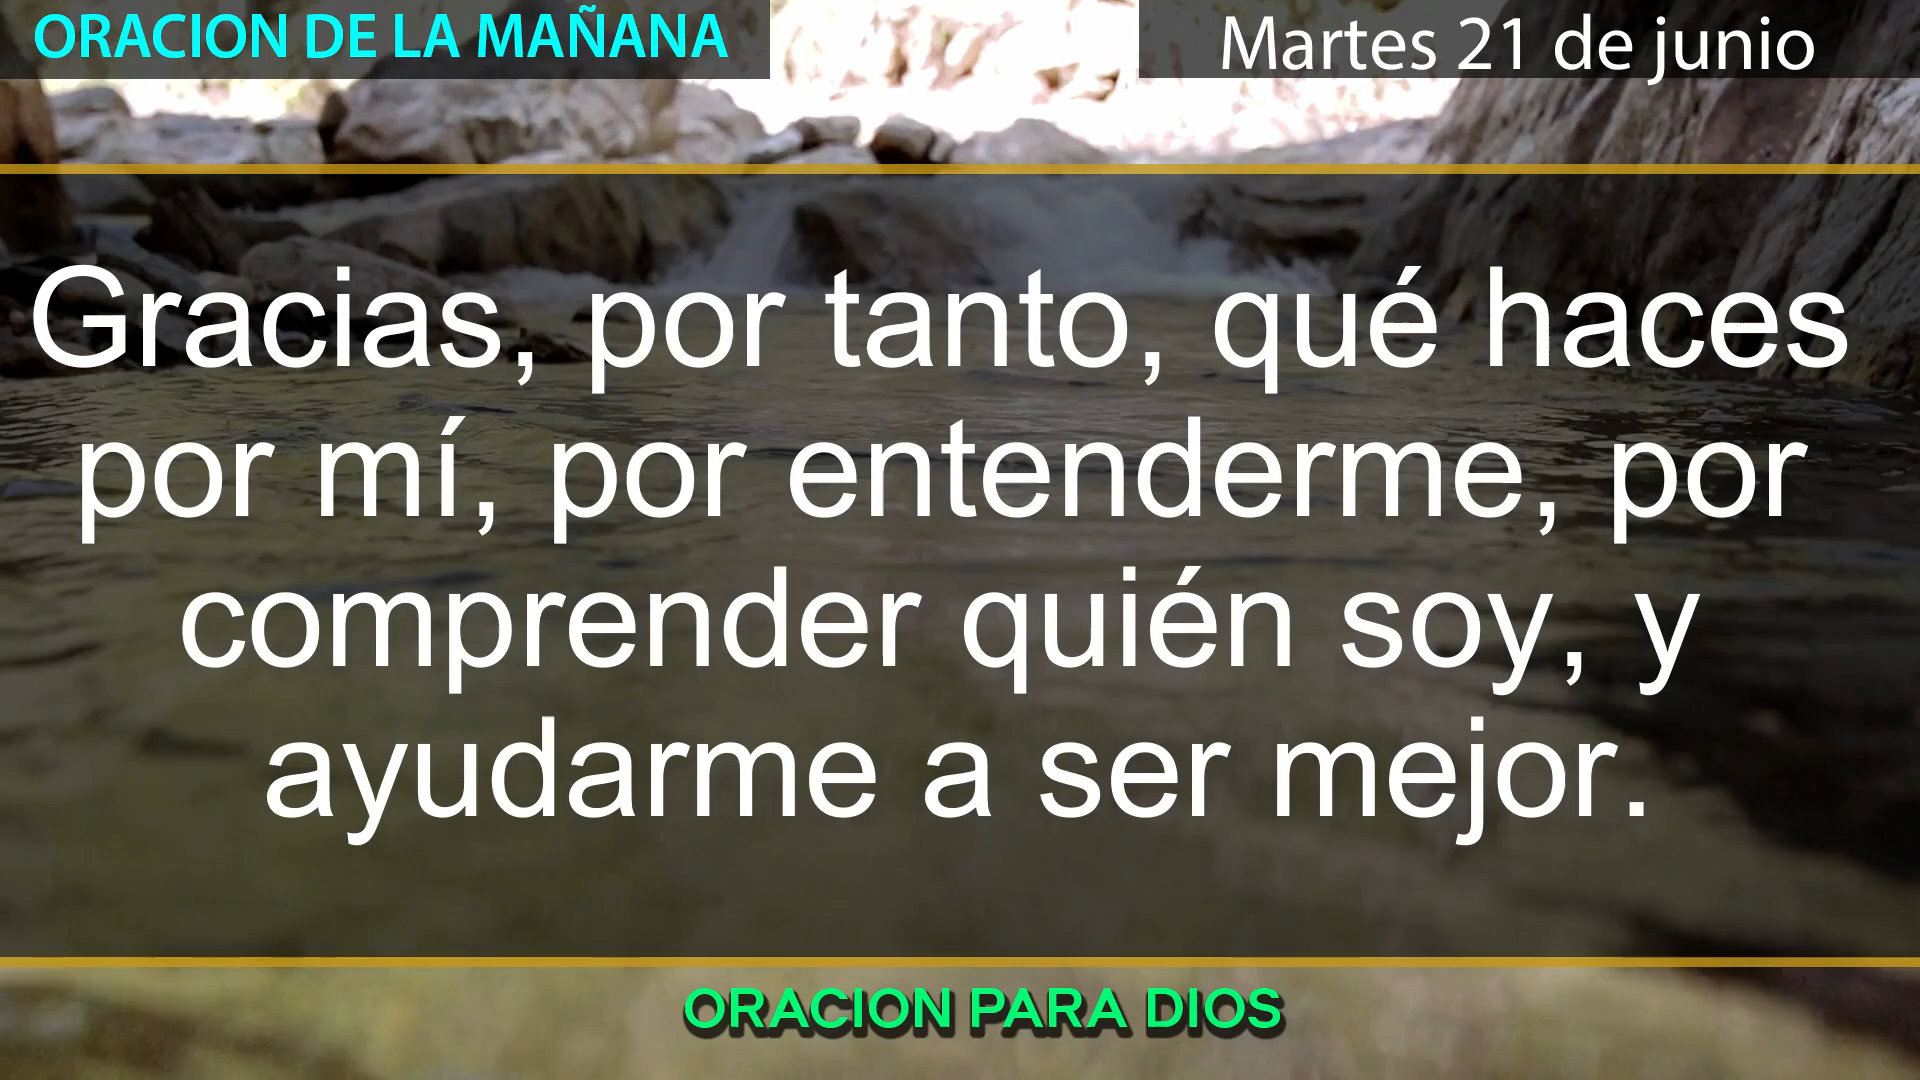 ORACION DE LA MAÑANA
Martes 21 de junio
Gracias, por tanto, qué haces
por mí, por entenderme, por
comprender quién soy, y
ayudarme a ser mejor.
ORACION PARA DIOS